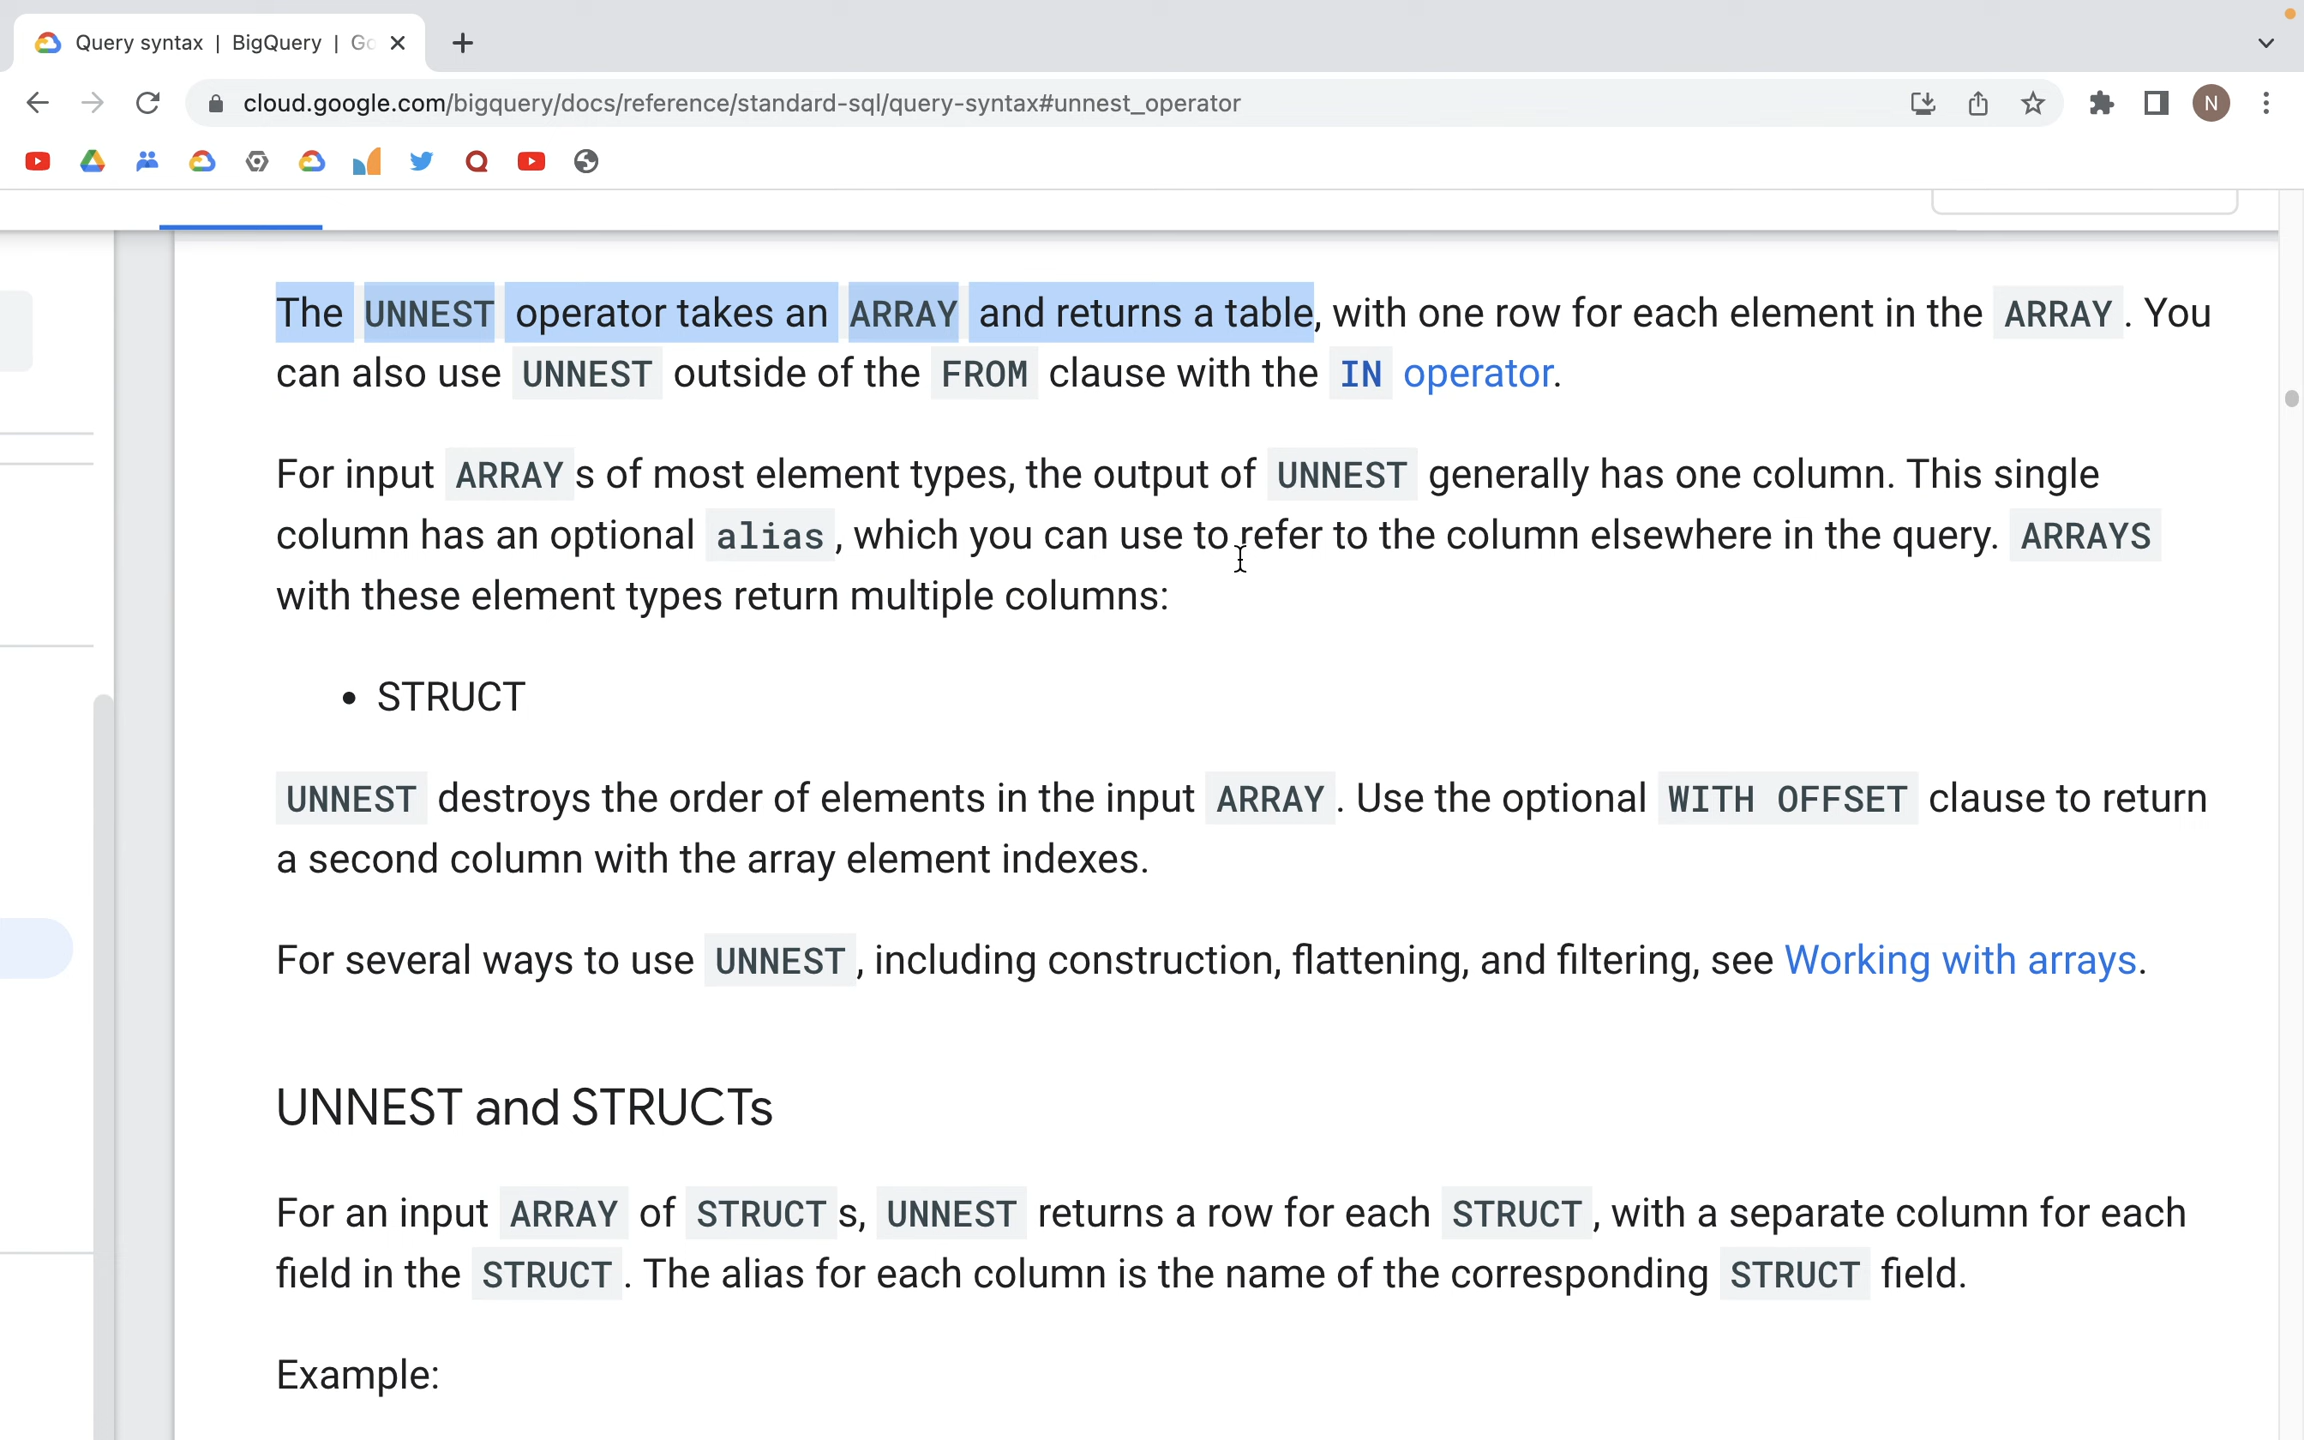 Query syntax | BigQuery | Go
cloud.google.com/bigquery/docs/reference/standard-sql/query-syntax#unnest_operator
N
The UNNEST operator takes an ARRAY and returns a table, with one row for each element in the ARRAY. You
can also use UNNEST outside of the FROM clause with the IN operator.
For input ARRAYs of most element types, the output of UNNEST generally has one column. This single
column has an optional alias, which you can use to refer to the column elsewhere in the query. ARRAYS
with these element types return multiple columns:
• STRUCT
UNNEST destroys the order of elements in the input ARRAY. Use the optional WITH OFFSET clause to return
a second column with the array element indexes.
For several ways to use UNNEST, including construction, flattening, and filtering, see Working with arrays.
UNNEST and STRUCTs
For an input ARRAY of STRUCTs, UNNEST returns a row for each STRUCT, with a separate column for each
field in the STRUCT. The alias for each column is the name of the corresponding STRUCT field.
Example: